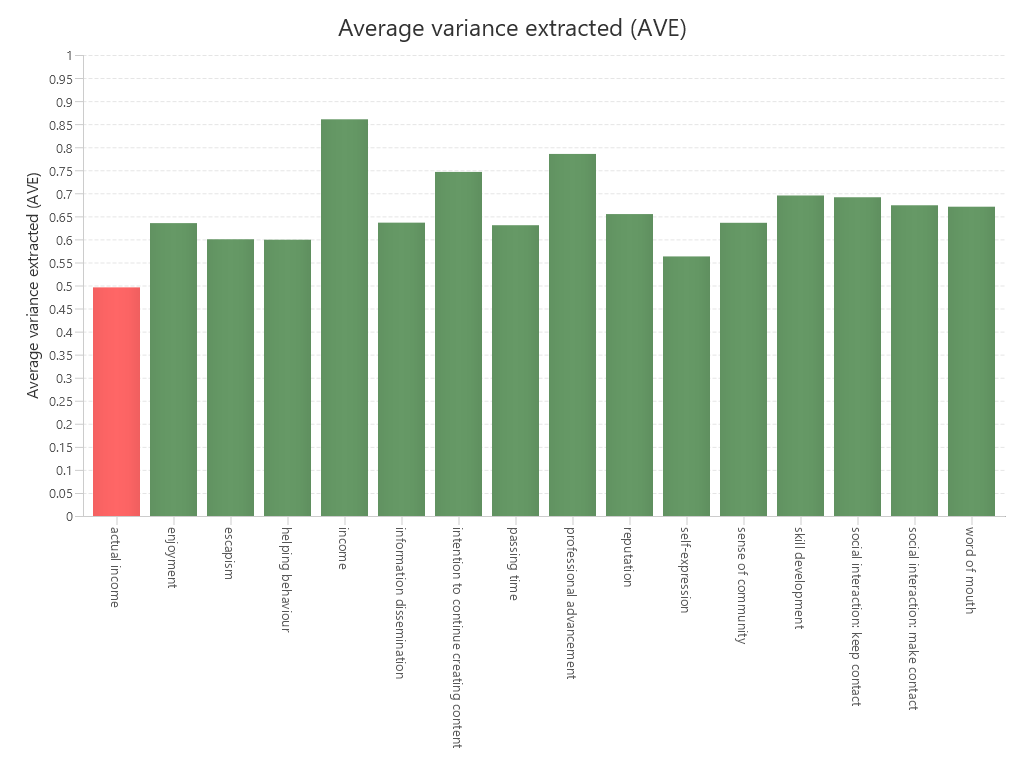 Average variance extracted (AVE)
Average variance extracted (AVE)
1
0.95
0.9
0.85
0.8
0.75
0.7
0.65
0.6
0.55
0.5
0.45
0.4
0.35
0.3
0.25
0.2
0.15
0.1
0.05
0
actual income
enjoyment
escapism
helping behaviour
income
information dissemination
intention to continue creating content
passing time
professional advancement
reputation
self-expression
sense of community
skill development
social interaction: keep contact
social interaction: make contact
word of mouth